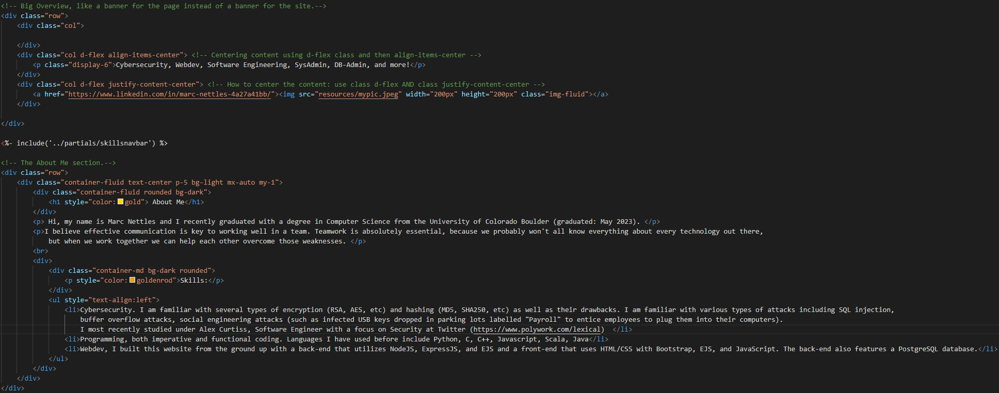 <!-- Big Overview, like a banner for the page instead of a banner for the site.-->
<div class="row">
    <div class="col">

    </div>
    <div class="col d-flex align-items-center"> <!-- Centering content using d-flex class and then align-items-center -->
        <p class="display-6">Cybersecurity, Webdev, Software Engineering, SysAdmin, DB-Admin, and more!</p>
    </div>
    <div class="col d-flex justify-content-center"> <!-- How to center the content: use class d-flex AND class justify-content-center -->
        <a href="https://www.linkedin.com/in/marc-nettles-4a27a41bb/"><img src="resources/mypic.jpeg" width="200px" height="200px" class="img-fluid"></a>
    </div>

</div>

<%- include('../partials/skillsnavbar') %>

<!-- The About Me section.-->
<div class="row">
    <div class="container-fluid text-center p-5 bg-light mx-auto my-1">
        <div class="container-fluid rounded bg-dark">
            <h1 style="color:gold"> About Me</h1>
        </div>
        <p> Hi, my name is Marc Nettles and I recently graduated with a degree in Computer Science from the University of Colorado Boulder (graduated: May 2023). </p>
        <p>I believe effective communication is key to working well in a team. Teamwork is absolutely essential, because we probably won't all know everything about every technology out there,
            but when we work together we can help each other overcome those weaknesses. </p>
        <br>
        <div>
            <div class="container-md bg-dark rounded">
                <p style="color:goldenrod">Skills:</p>
            </div>
            <ul style="text-align:left">
                <li>Cybersecurity. I am familiar with several types of encryption (RSA, AES, etc) and hashing (MD5, SHA250, etc) as well as their drawbacks. I am familiar with various types of attacks including SQL injection,
                    buffer overflow attacks, social engineering attacks (such as infected USB keys dropped in parking lots labelled "Payroll" to entice employees to plug them into their computers).
                    I most recently studied under Alex Curtiss, Software Engineer with a focus on Security at Twitter (https://www.polywork.com/lexical)  </li>
                <li>Programming, both imperative and functional coding. Languages I have used before include Python, C, C++, Javascript, Scala, Java</li>
                <li>Webdev, I built this website from the ground up with a back-end that utilizes NodeJS, ExpressJS, and EJS and a front-end that uses HTML/CSS with Bootstrap, EJS, and JavaScript. The back-end also features a PostgreSQL database.</li>
            </ul>
        </div>
    </div>
</div>